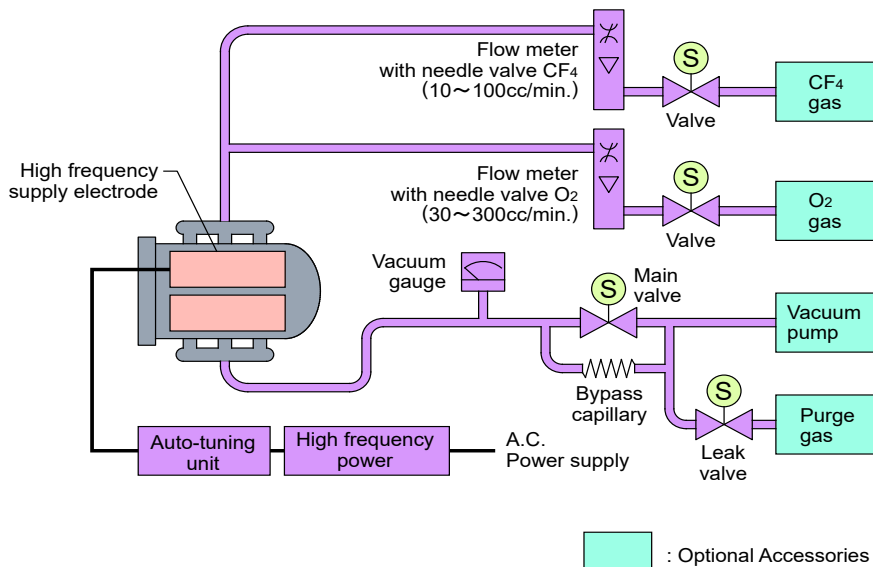 Flow meter
with needle valve CF4
(10～100cc/min.)
S
Valve
CF4
gas
High frequency
supply electrode
Flow meter
with needle valve O2
(30～300cc/min.)
S
Valve
O2
gas
Vacuum
gauge
S
Main
valve
Vacuum
pump
Bypass
capillary
S
Leak
valve
Purge
gas
Auto-tuning
unit
High frequency
power
A.C.
Power supply
: Optional Accessories